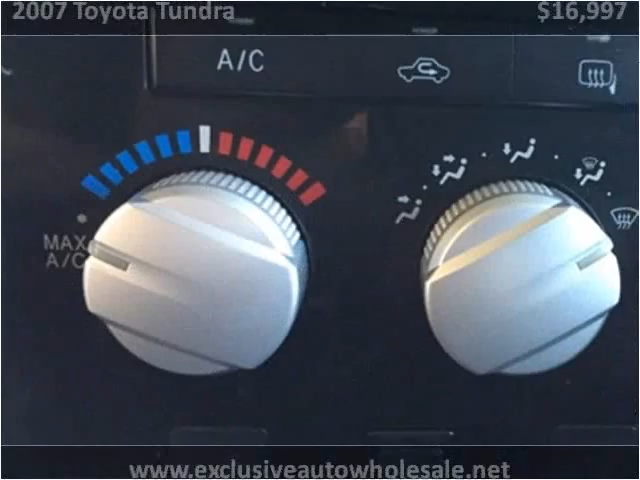 2007 Toyota Tundra $16,997
A/C
MAX
A/C
www.exclusiveautowholesale.net